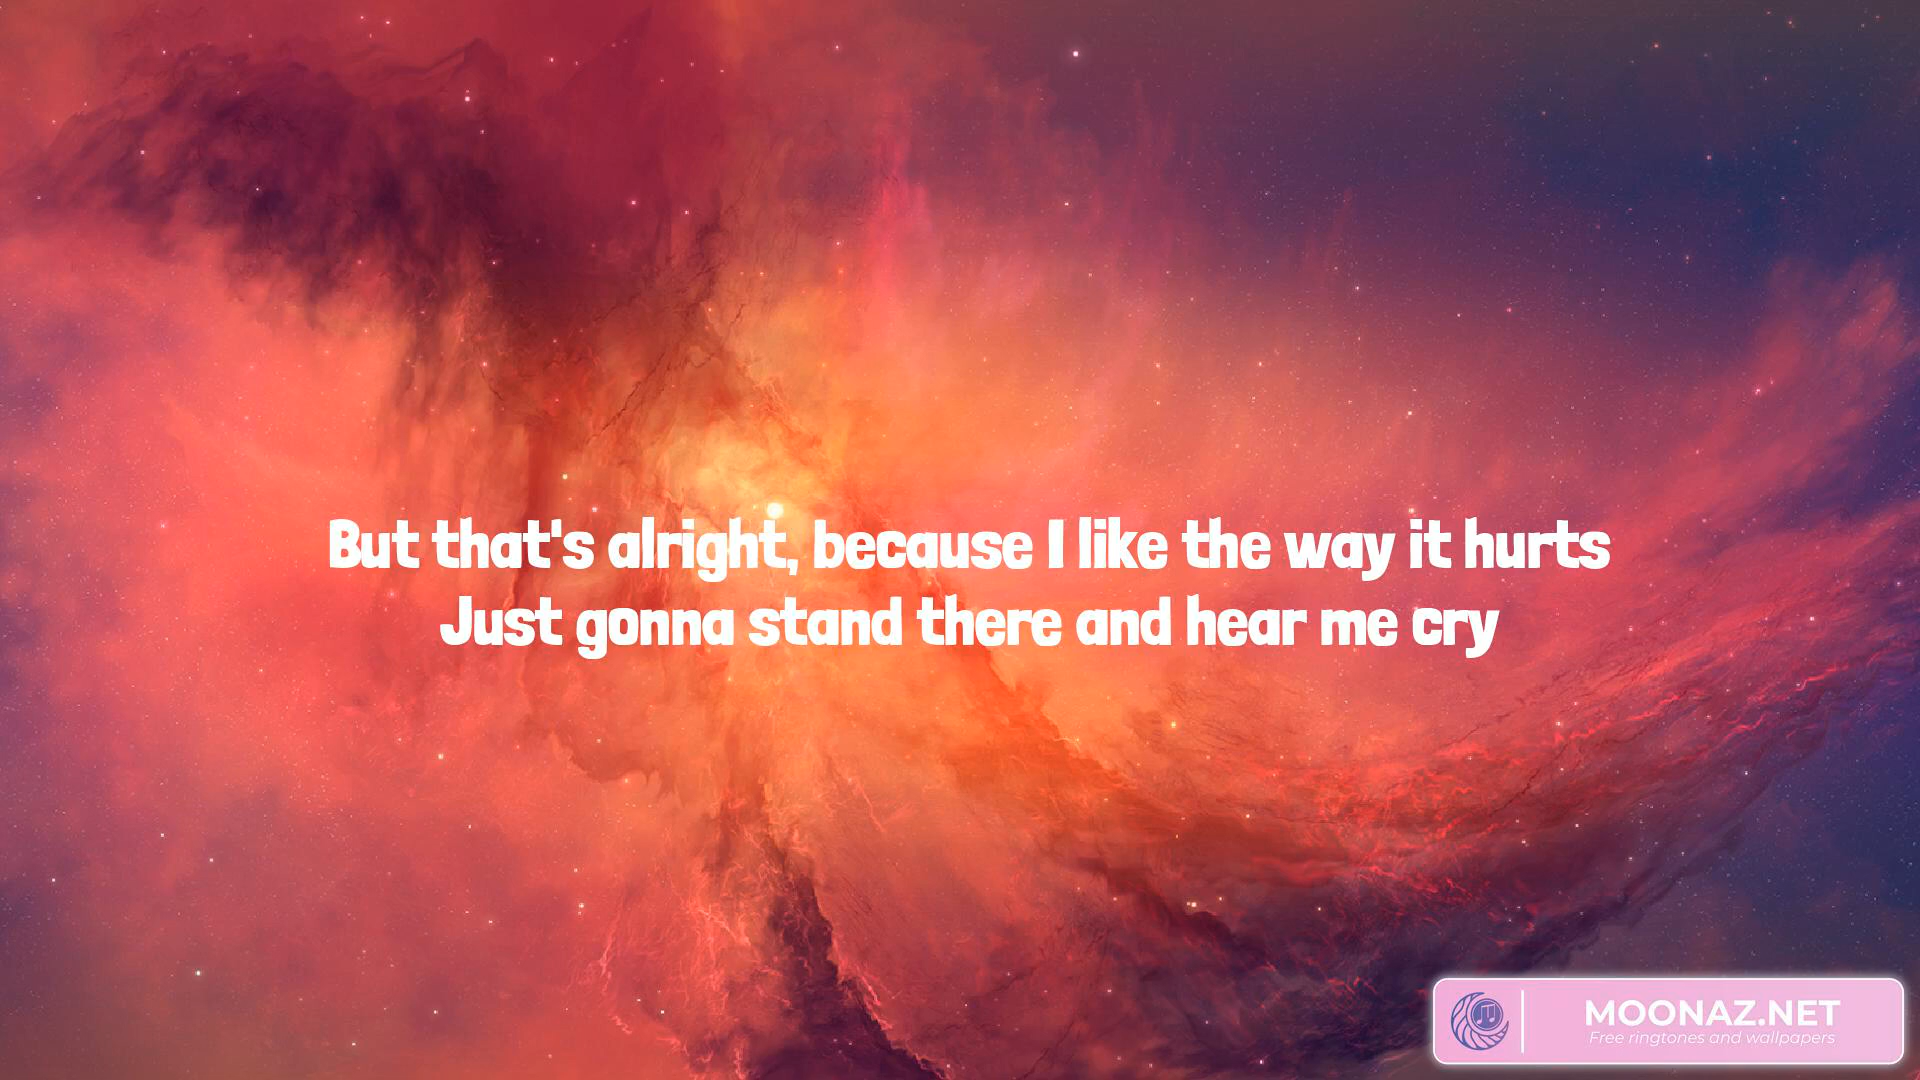 But that's alright, because I like the way it hurts
Just gonna stand there and hear me cry
MOONAZ.NET
Free ringtones and wallpapers